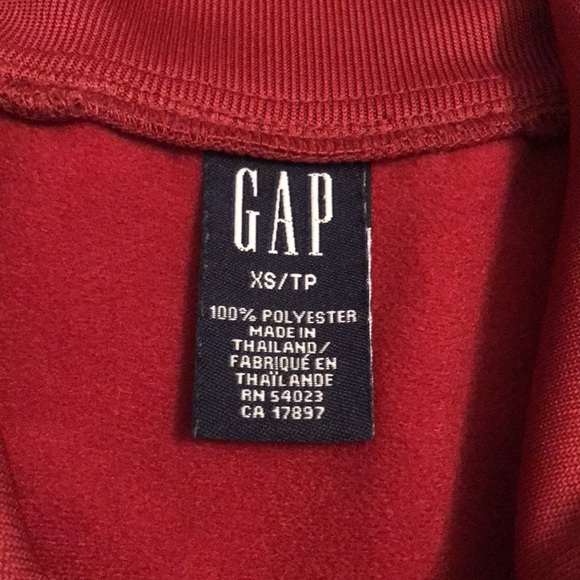 GAP
XS/TP
100% POLYESTER
MADE IN
THAILAND/
FABRIQUÉ EN
THAÏLANDE
RN 54023
CA 17897